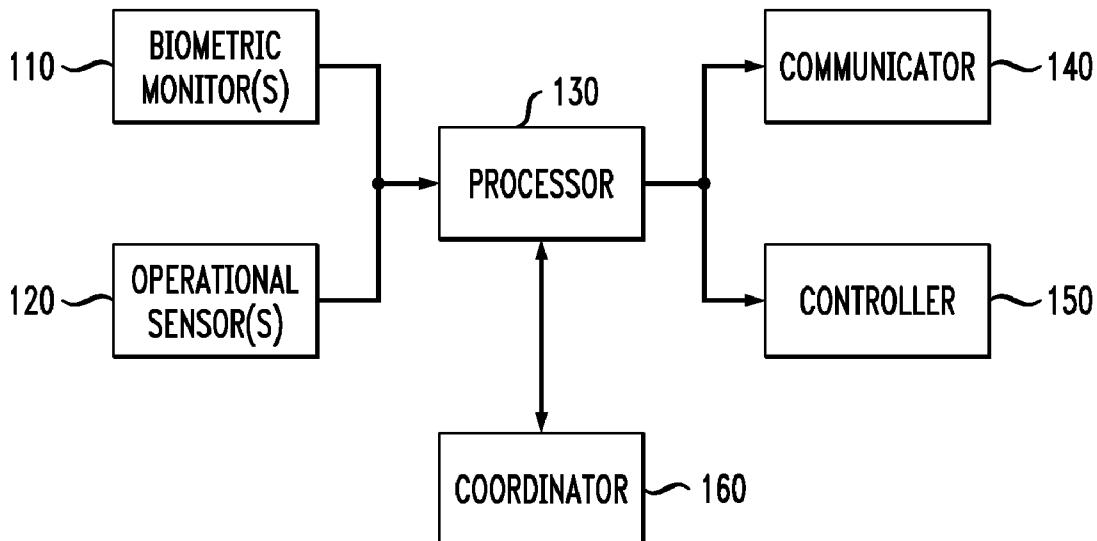 110
BIOMETRIC
MONITOR(S)
COMMUNICATOR
140
130
PROCESSOR
120
OPERATIONAL
SENSOR(S)
CONTROLLER
150
COORDINATOR
160